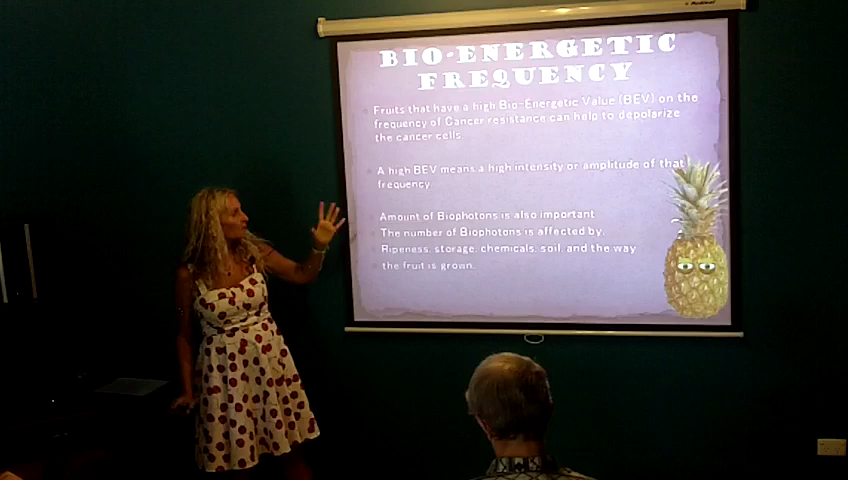 BIO-ENERGETIC
FREQUENCY
Fruits that have a high Bio-Energetic Value (BEV) on the
frequency of Cancer resistance can help to depolarize
the cancer cells.
A high BEV means a high intensity or amplitude of that
frequency.
Amount of Biophotons is also important
The number of Biophotons is affected by:
Ripeness, storage, chemicals, soil, and the way
the fruit is grown.